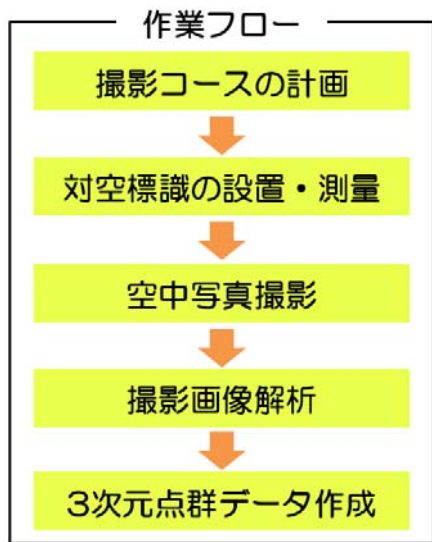 作業フロー
撮影コースの計画
対空標識の設置・測量
空中写真撮影
撮影画像解析
3次元点群データ作成